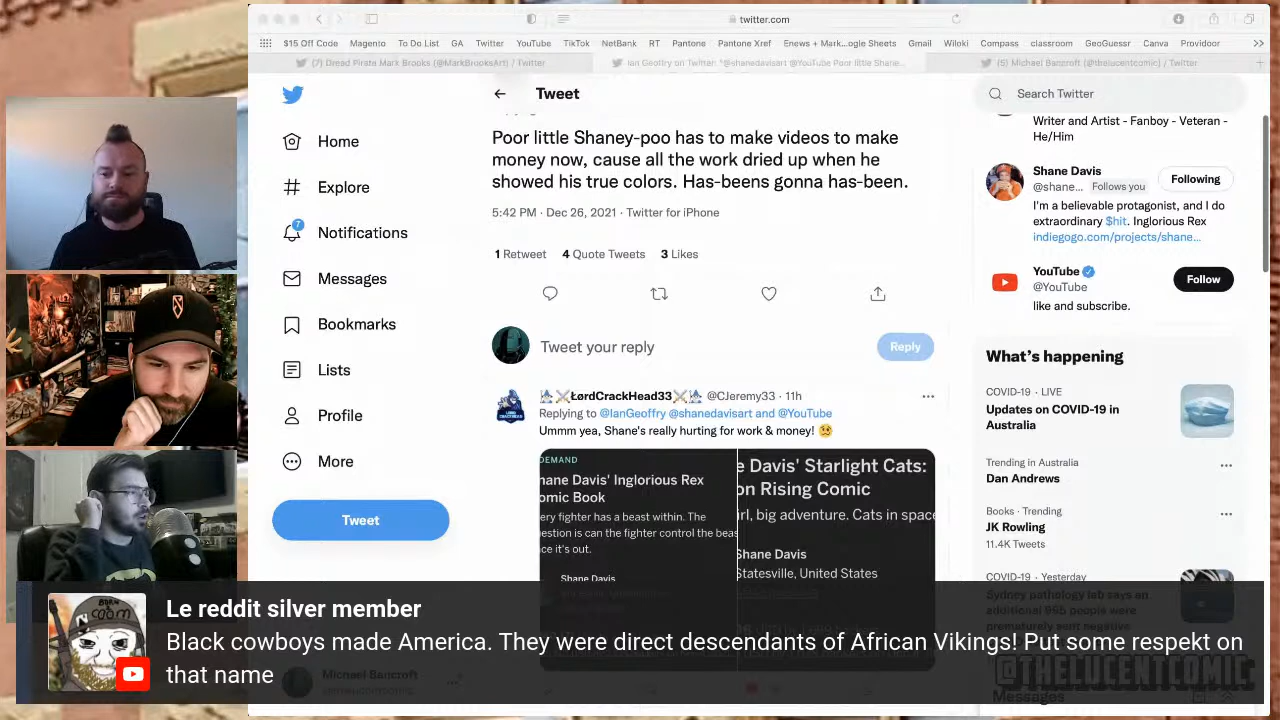 twitter.com
$15 Off Code
Magento
To Do List
GA
Twitter
YouTube
TikTok
NetBank
RT
Pantone
Pantone Xref
Enews + Mark...ogle Sheets
Gmail
Wiloki
Compass
classroom
GeoGuessr
Canva
Providoor
(7) Dread Pirate Mark Brooks (@MarkBrooksArt) / Twitter
Ian Geoffry on Twitter: "@shanedavisart @YouTube Poor little Shane...
(5) Michael Bancroft (@thelucentcomic) / Twitter
Home
Explore
7
Notifications
Messages
Bookmarks
Lists
Profile
More
Tweet
Tweet
Poor little Shaney-poo has to make videos to make
money now, cause all the work dried up when he
showed his true colors. Has-beens gonna has-been.
5:42 PM · Dec 26, 2021 · Twitter for iPhone
1 Retweet 4 Quote Tweets 3 Likes
Tweet your reply
Reply
ŁørdCrackHead33 @CJeremy33 · 11h
Replying to @IanGeoffry @shanedavisart and @YouTube
Ummm yea, Shane's really hurting for work & money!
DEMAND
hane Davis' Inglorious Rex
omic Book
ery fighter has a beast within. The
estion is can the fighter control the beas
ce it's out.
Shane Davis
e Davis' Starlight Cats:
on Rising Comic
irl, big adventure. Cats in space
Shane Davis
Statesville, United States
Search Twitter
Writer and Artist - Fanboy - Veteran -
He/Him
Shane Davis
@shane... Follows you
Following
I'm a believable protagonist, and I do
extraordinary $hit. Inglorious Rex
indiegogo.com/projects/shane...
YouTube
@YouTube
Follow
like and subscribe.
What's happening
COVID-19 · LIVE
Updates on COVID-19 in
Australia
Trending in Australia
Dan Andrews
Books · Trending
JK Rowling
11.4K Tweets
COVID-19 · Yesterday
Sydney pathology lab says an
additional 995 people were
prematurely sent negative
Le reddit silver member
Black cowboys made America. They were direct descendants of African Vikings! Put some respekt on
that name
Michael Bancroft
@THELUCENTCOMIC
Messages